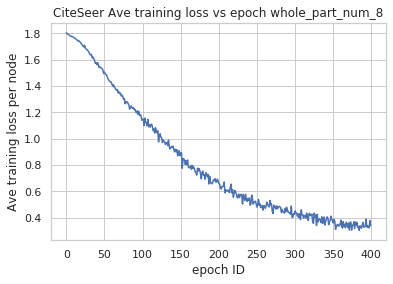 CiteSeer Ave training loss vs epoch whole_part_num_8
Ave training loss per node
1.8
1.6
1.4
1.2
1.0
0.8
0.6
0.4
0 50 100 150 200 250 300 350 400
epoch ID